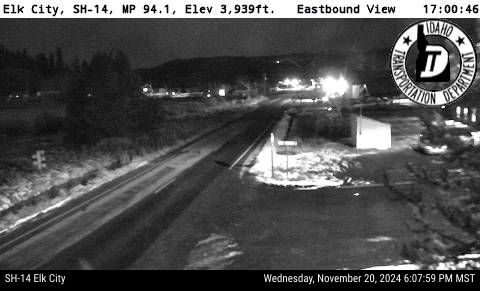 Elk City, SH-14, MP 94.1, Elev 3,939ft.   Eastbound View   17:00:46
IDAHO
TRANSPORTATION DEPARTMENT
SH-14 Elk City
Wednesday, November 20, 2024 6:07:59 PM MST